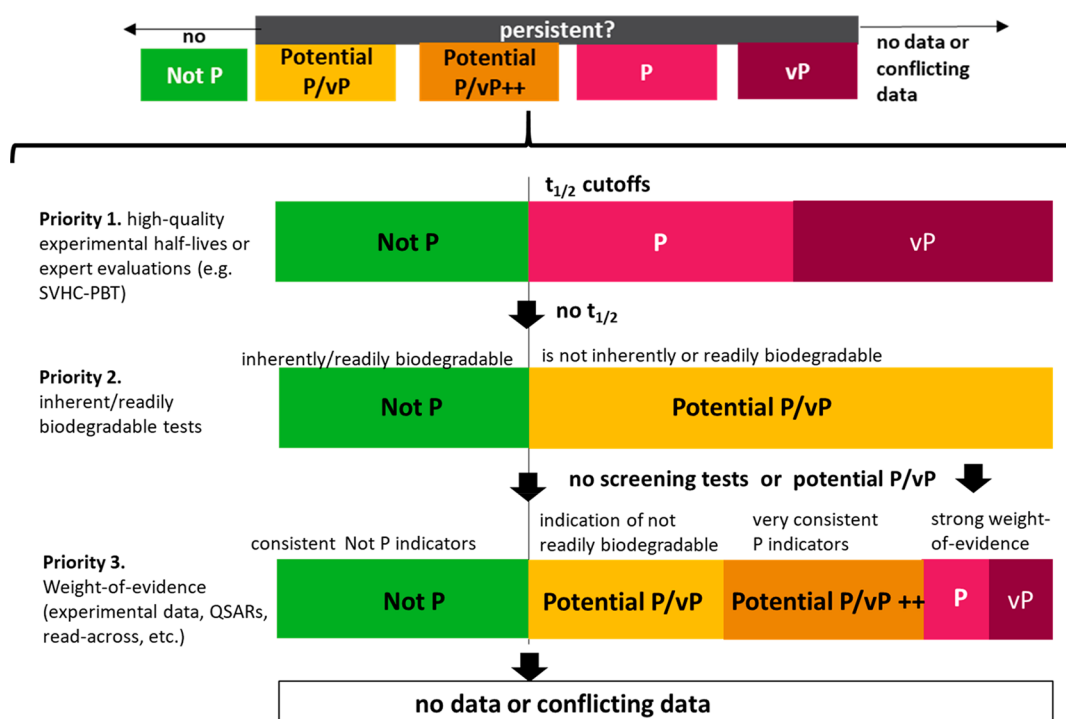 persistent?
no
Not P
Potential
P/vP
Potential
P/vP++
P
vP
no data or
conflicting
data
t1/2 cutoffs
Priority 1. high-quality
experimental half-lives or
expert evaluations (e.g.
SVHC-PBT)
Not P
P
vP
no t1/2
inherently/readily biodegradable
is not inherently or readily biodegradable
Priority 2.
inherent/readily
biodegradable tests
Not P
Potential P/vP
no screening tests or potential P/vP
consistent Not P indicators
indication of not
readily biodegradable
very consistent
P indicators
strong weight-
of-evidence
Priority 3.
Weight-of-evidence
(experimental data, QSARs,
read-across, etc.)
Not P
Potential P/vP
Potential P/vP ++
P
vP
no data or conflicting data